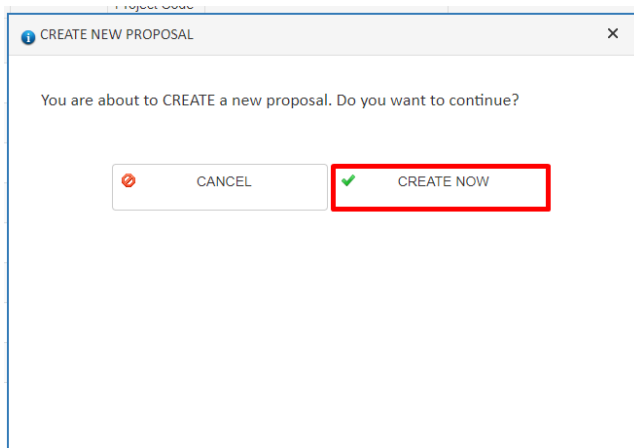 Project Code
CREATE NEW PROPOSAL
You are about to CREATE a new proposal. Do you want to continue?
CANCEL
CREATE NOW